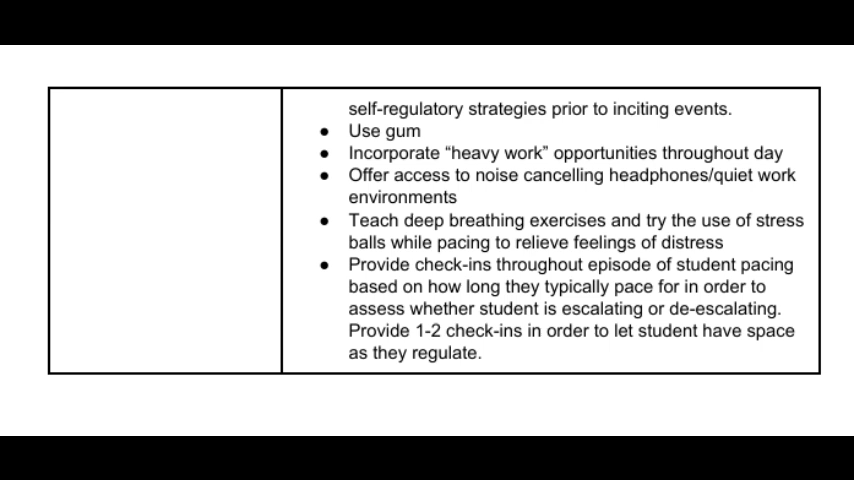 self-regulatory strategies prior to inciting events.
● Use gum
● Incorporate “heavy work” opportunities throughout day
● Offer access to noise cancelling headphones/quiet work
environments
● Teach deep breathing exercises and try the use of stress
balls while pacing to relieve feelings of distress
● Provide check-ins throughout episode of student pacing
based on how long they typically pace for in order to
assess whether student is escalating or de-escalating.
Provide 1-2 check-ins in order to let student have space
as they regulate.